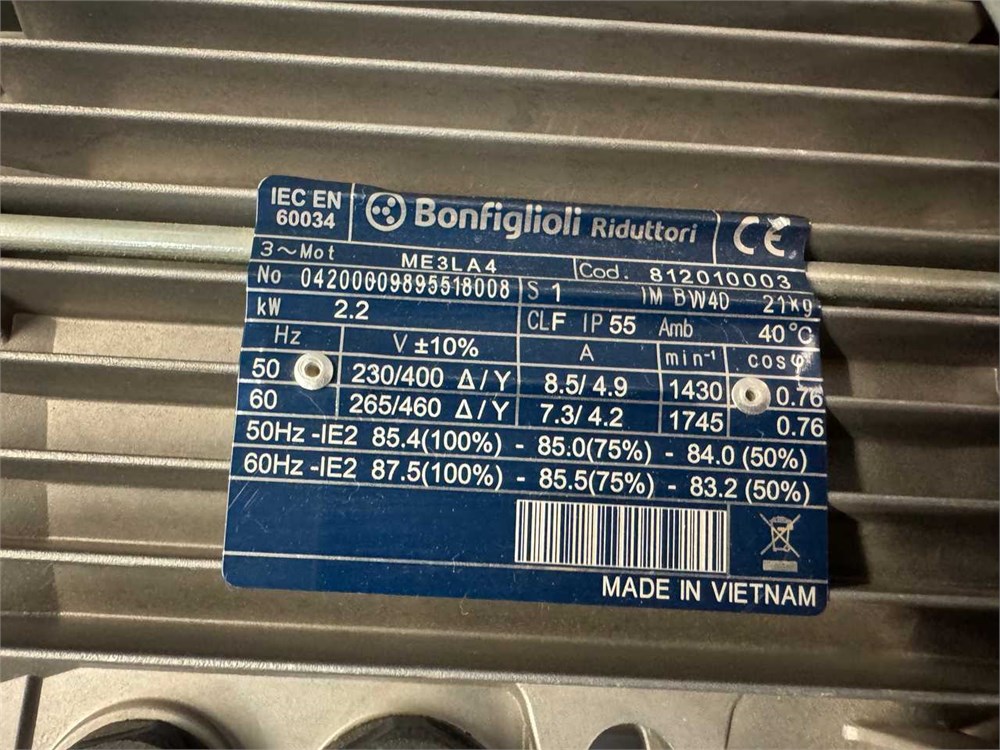 IEC EN 60034 Bonfiglioli Riduttori CE
3~Mot ME3LA4 Cod. 812010003
No 04200009895518008 S 1 IM BW4D 21kg
kW 2.2 CLF IP 55 Amb 40°C
Hz V ±10% A min⁻¹ cosφ
50 230/400 Δ/Y 8.5/4.9 1430 0.76
60 265/460 Δ/Y 7.3/4.2 1745 0.76
50Hz -IE2 85.4(100%) - 85.0(75%) - 84.0 (50%)
60Hz -IE2 87.5(100%) - 85.5(75%) - 83.2 (50%)
MADE IN VIETNAM